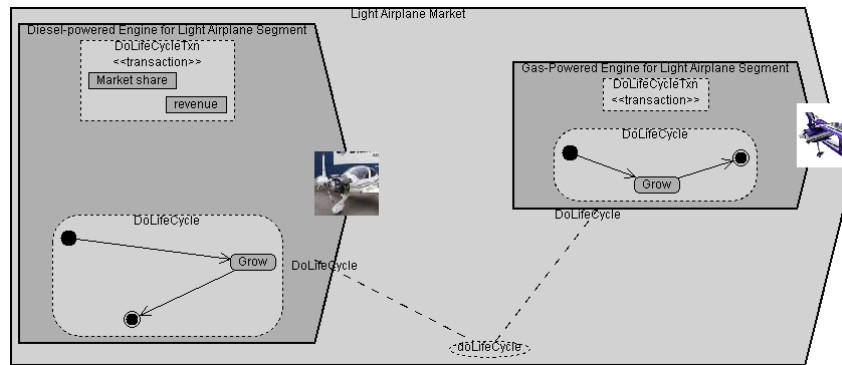 Light Airplane Market
Diesel-powered Engine for Light Airplane Segment
DoLifeCycleTxn
<<transaction>>
Market share
revenue
DoLifeCycle
Grow
DoLifeCycle
Gas-Powered Engine for Light Airplane Segment
DoLifeCycleTxn
<<transaction>>
DoLifeCycle
Grow
DoLifeCycle
doLifeCycle